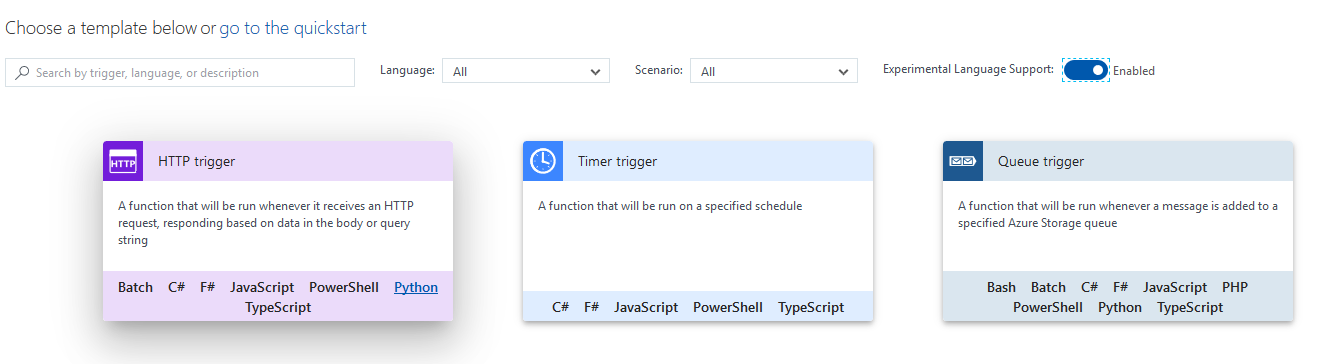 Choose a template below or go to the quickstart
Search by trigger, language, or description
Language:
All
Scenario:
All
Experimental Language Support:
Enabled
HTTP
HTTP trigger
A function that will be run whenever it receives an HTTP
request, responding based on data in the body or query
string
Batch C# F# JavaScript PowerShell Python
TypeScript
Timer trigger
A function that will be run on a specified schedule
C# F# JavaScript PowerShell TypeScript
Queue trigger
A function that will be run whenever a message is added to a
specified Azure Storage queue
Bash Batch C# F# JavaScript PHP
PowerShell Python TypeScript